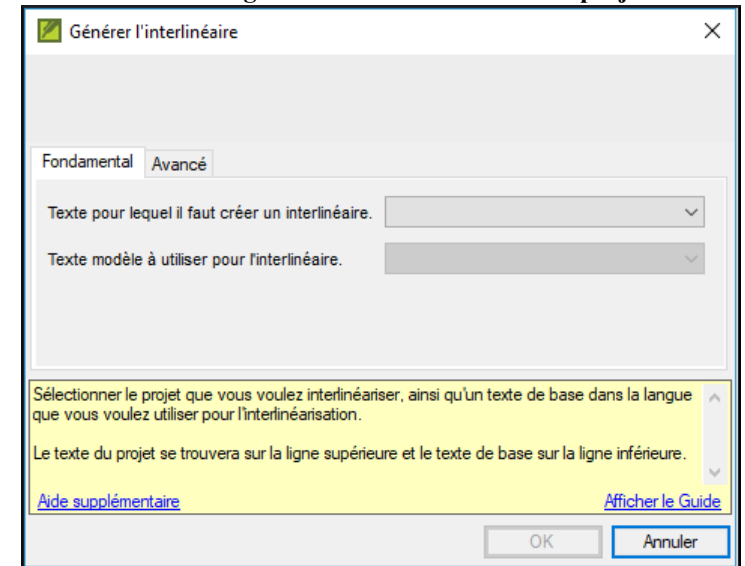 Générer l'interlinéaire
Fondamental
Avancé
Texte pour lequel il faut créer un interlinéaire.
Texte modèle à utiliser pour l'interlinéaire.
Sélectionner le projet que vous voulez interlinéariser, ainsi qu'un texte de base dans la langue
que vous voulez utiliser pour l'interlinéarisation.
Le texte du projet se trouvera sur la ligne supérieure et le texte de base sur la ligne inférieure.
Aide supplémentaire
Afficher le Guide
OK
Annuler